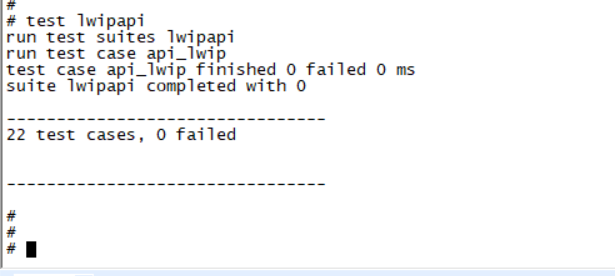 #
# test lwipapi
run test suites lwipapi
run test case api_lwip
test case api_lwip finished 0 failed 0 ms
suite lwipapi completed with 0
--------------------------------
22 test cases, 0 failed
--------------------------------
#
#
#